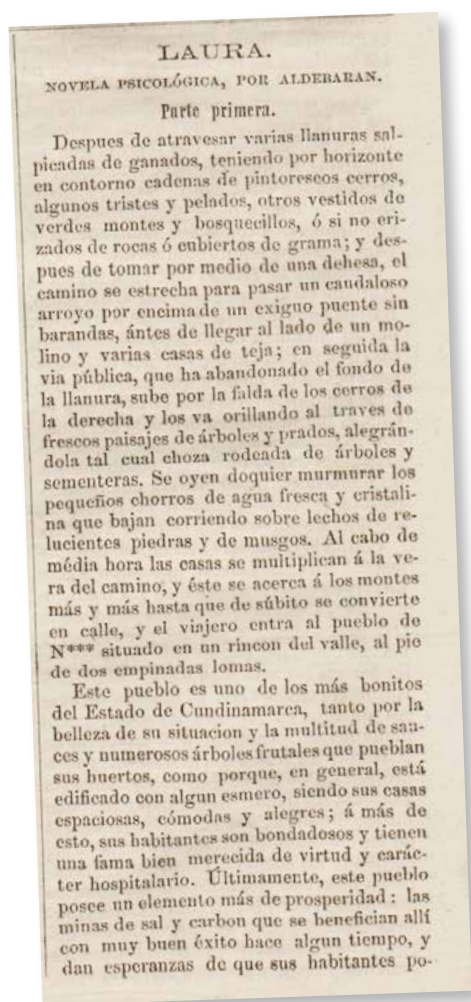 LAURA.
NOVELA PSICOLÓGICA, POR ALDEBARAN.
Parte primera.
Despues de atravesar varias llanuras sal-
picadas de ganados, teniendo por horizonte
en contorno cadenas de pintorescos cerros,
algunos tristes y pelados, otros vestidos de
verdes montes y bosquecillos, ó si no eri-
zados de rocas ó cubiertos de grama; y des-
pues de tomar por medio de una dehesa, el
camino se estrecha para pasar un caudaloso
arroyo por encima de un exiguo puente sin
barandas, ántes de llegar al lado de un mo-
lino y varias casas de teja; en seguida la
via pública, que ha abandonado el fondo de
la llanura, sube por la falda de los cerros de
la derecha y los va orillando al traves de
frescos paisajes de árboles y prados, alegrán-
dola tal cual choza rodeada de árboles y
sementeras. Se oyen doquier murmurar los
pequeños chorros de agua fresca y cristali-
na que bajan corriendo sobre lechos de re-
lucientes piedras y de musgos. Al cabo de
média hora las casas se multiplican á la ve-
ra del camino, y éste se acerca á los montes
más y más hasta que de súbito se convierte
en calle, y el viajero entra al pueblo de
N*** situado en un rincon del valle, al pie
de dos empinadas lomas.
Este pueblo es uno de los más bonitos
del Estado de Cundinamarca, tanto por la
belleza de su situacion y la multitud de sau-
ces y numerosos árboles frutales que pueblan
sus huertos, como porque, en general, está
edificado con algun esmero, siendo sus casas
espaciosas, cómodas y alegres; á más de
esto, sus habitantes son bondadosos y tienen
una fama bien merecida de virtud y carác-
ter hospitalario. Últimamente, este pueblo
posee un elemento más de prosperidad: las
minas de sal y carbon que se benefician allí
con muy buen éxito hace algun tiempo, y
dan esperanzas de que sus habitantes po-